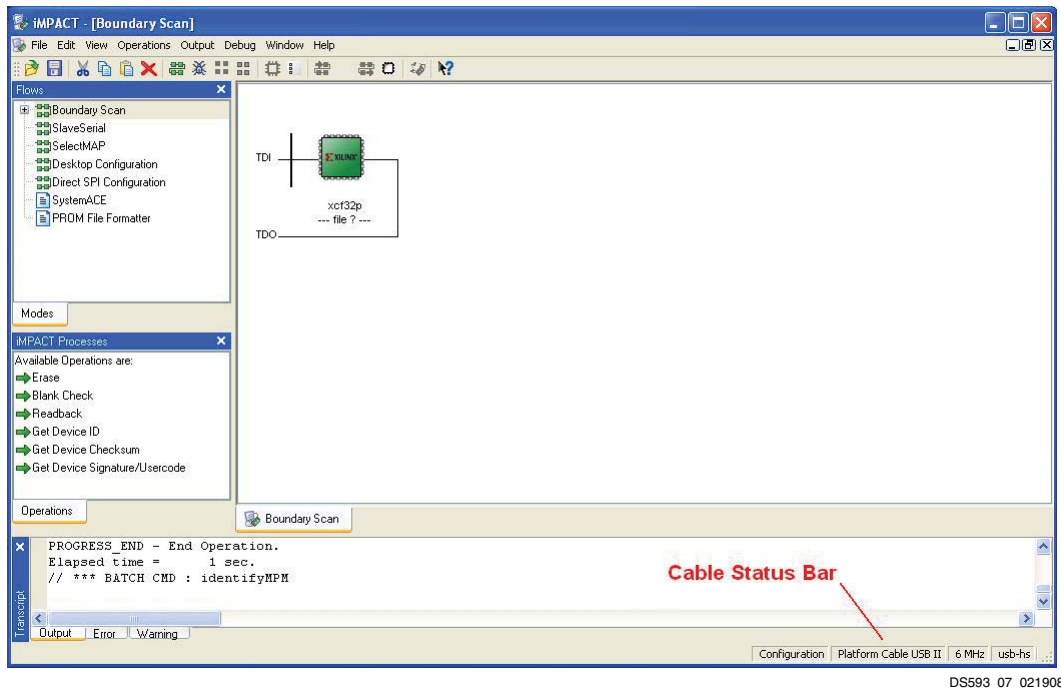 iMPACT - [Boundary Scan]
File Edit View Operations Output Debug Window Help
Flows
Boundary Scan
SlaveSerial
SelectMAP
Desktop Configuration
Direct SPI Configuration
SystemACE
PROM File Formatter
Modes
TDI
XILINX
xcf32p
--- file ? ---
TDO
iMPACT Processes
Available Operations are:
Erase
Blank Check
Readback
Get Device ID
Get Device Checksum
Get Device Signature/Usercode
Operations
Boundary Scan
PROGRESS_END - End Operation.
Elapsed time = 1 sec.
// *** BATCH CMD : identifyMPM
Cable Status Bar
Transcript
Output Error Warning
Configuration Platform Cable USB II 6 MHz usb-hs
DS593_07_021908